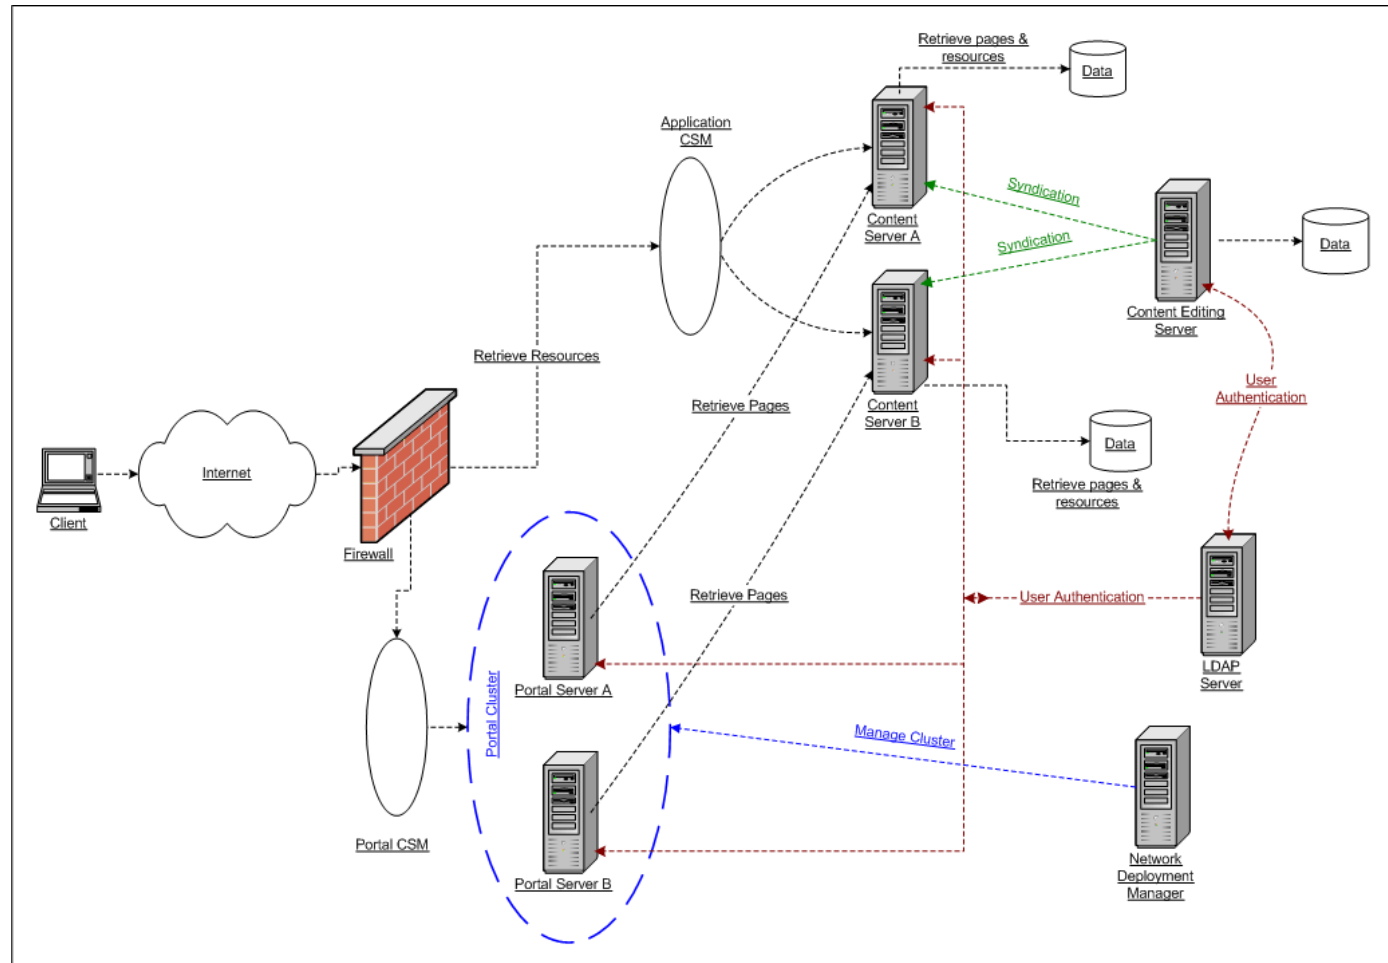 Retrieve pages &
resources
Data
Application
CSM
Syndication
Content
Server A
Syndication
Data
Content Editing
Server
Retrieve Resources
User
Authentication
Retrieve Pages
Content
Server B
Data
Internet
Retrieve pages &
resources
Client
Firewall
Retrieve Pages
User Authentication
LDAP
Server
Portal Server A
Portal Cluster
Manage Cluster
Portal CSM
Portal Server B
Network
Deployment
Manager